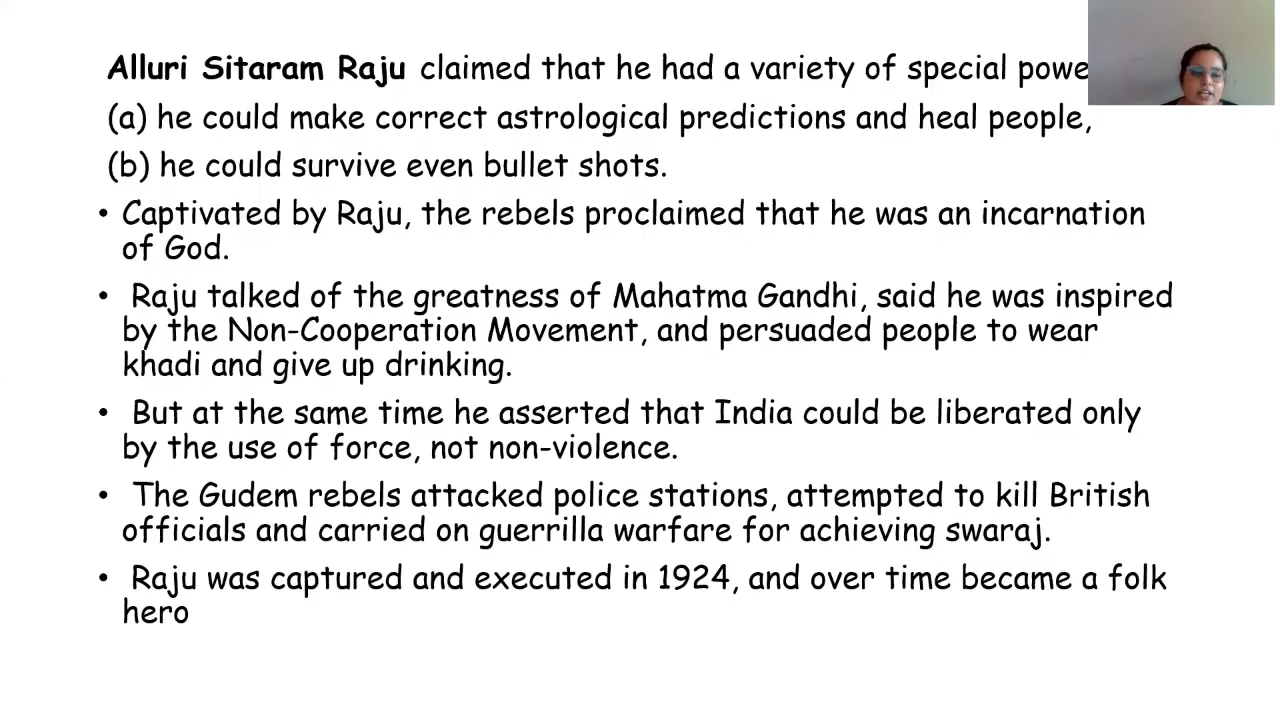 Alluri Sitaram Raju claimed that he had a variety of special
(a) he could make correct astrological predictions and heal people,
(b) he could survive even bullet shots.
• Captivated by Raju, the rebels proclaimed that he was an incarnation
of God.
• Raju talked of the greatness of Mahatma Gandhi, said he was inspired
by the Non-Cooperation Movement, and persuaded people to wear
khadi and give up drinking.
• But at the same time he asserted that India could be liberated only
by the use of force, not non-violence.
• The Gudem rebels attacked police stations, attempted to kill British
officials and carried on guerrilla warfare for achieving swaraj.
• Raju was captured and executed in 1924, and over time became a folk
hero